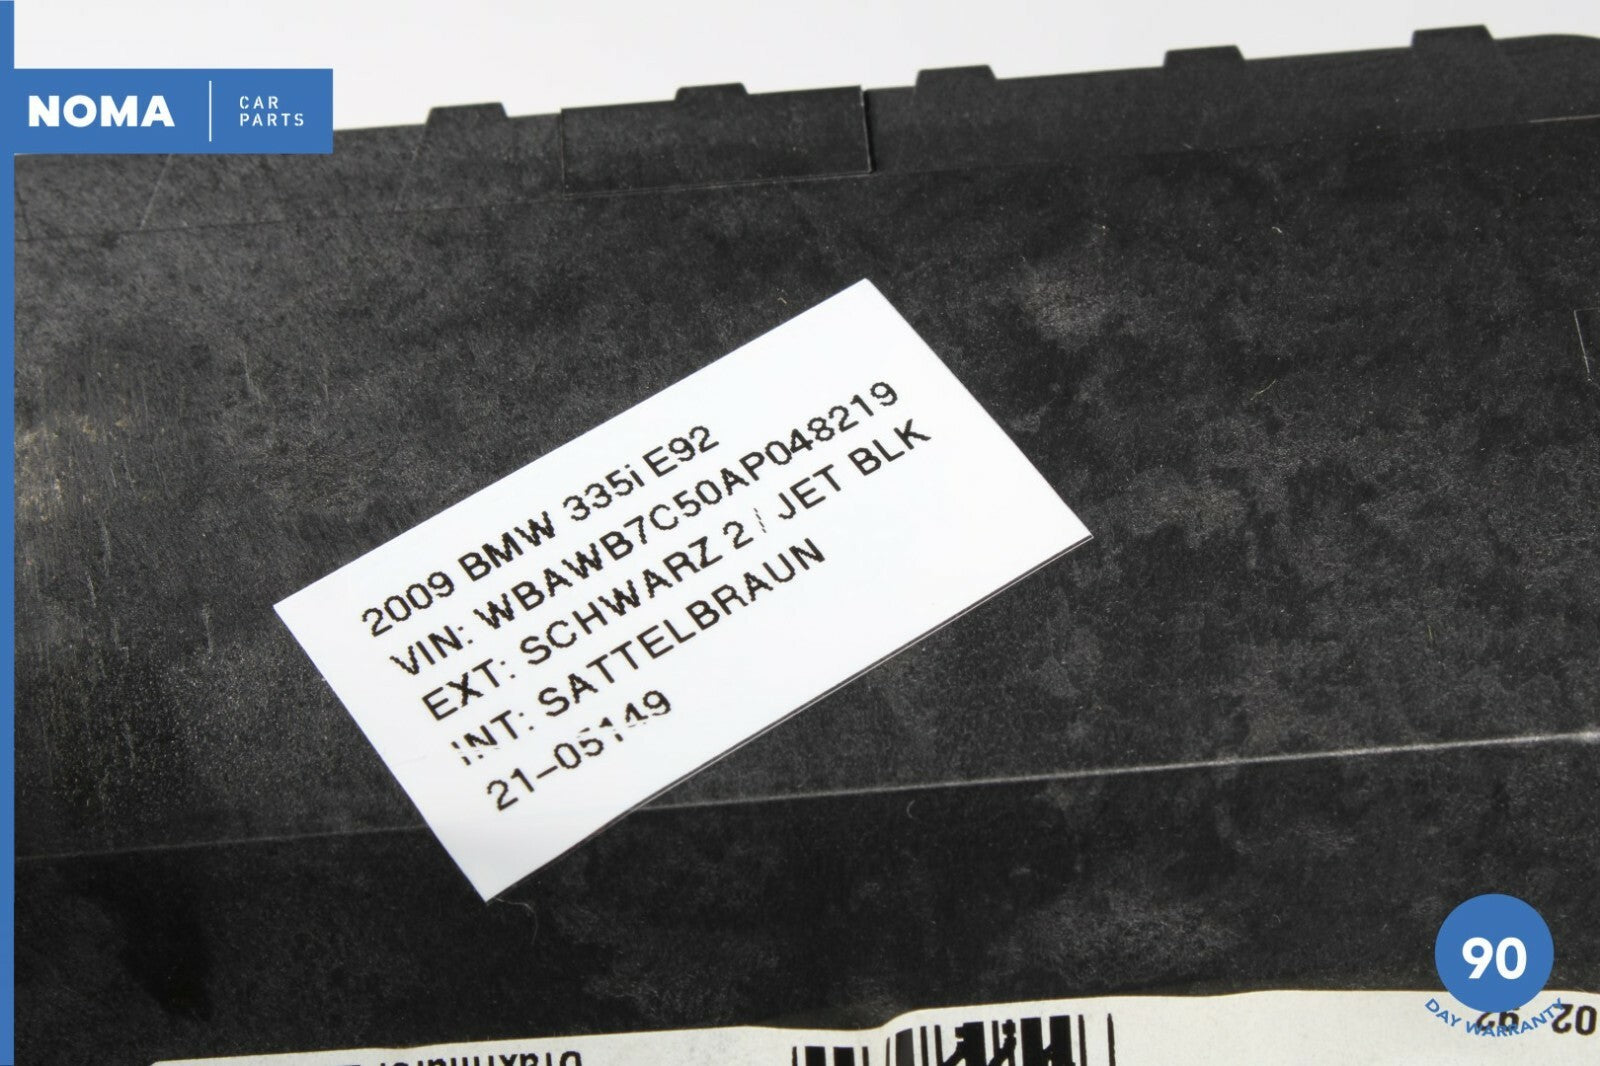 NOMA
CAR
PARTS
2009 BMW 335i E92
VIN: WBAWB7C50AP048219
EXT: SCHWARZ 2 / JET BLK
INT: SATTELBRAUN
21-05149
90
DAY WARRANTY
02